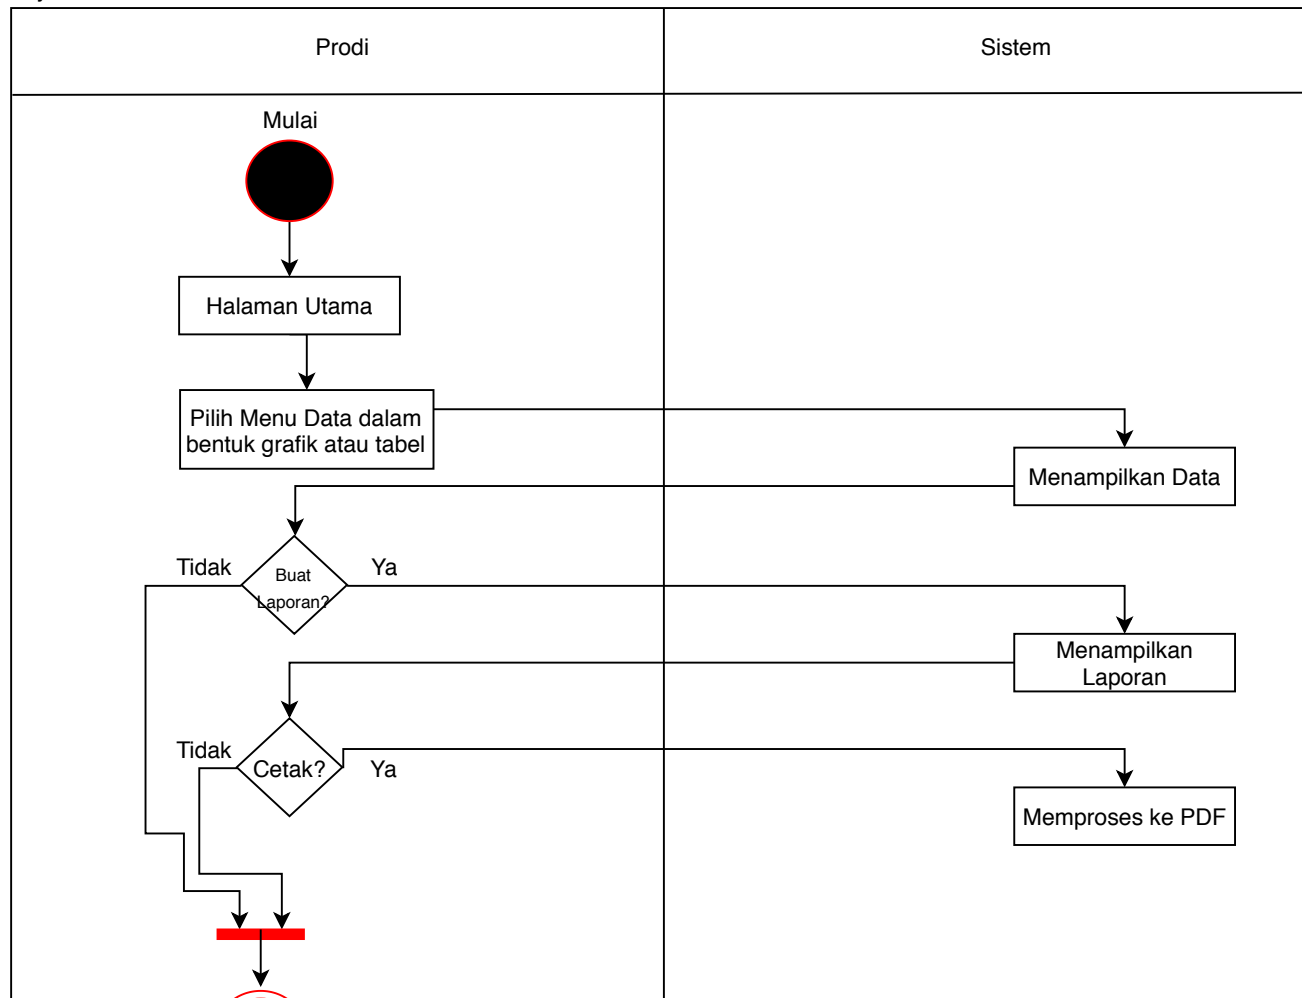 Prodi
Sistem
Mulai
Halaman Utama
Pilih Menu Data dalam
bentuk grafik atau tabel
Menampilkan Data
Tidak
Buat
Laporan?
Ya
Menampilkan
Laporan
Tidak
Cetak?
Ya
Memproses ke PDF